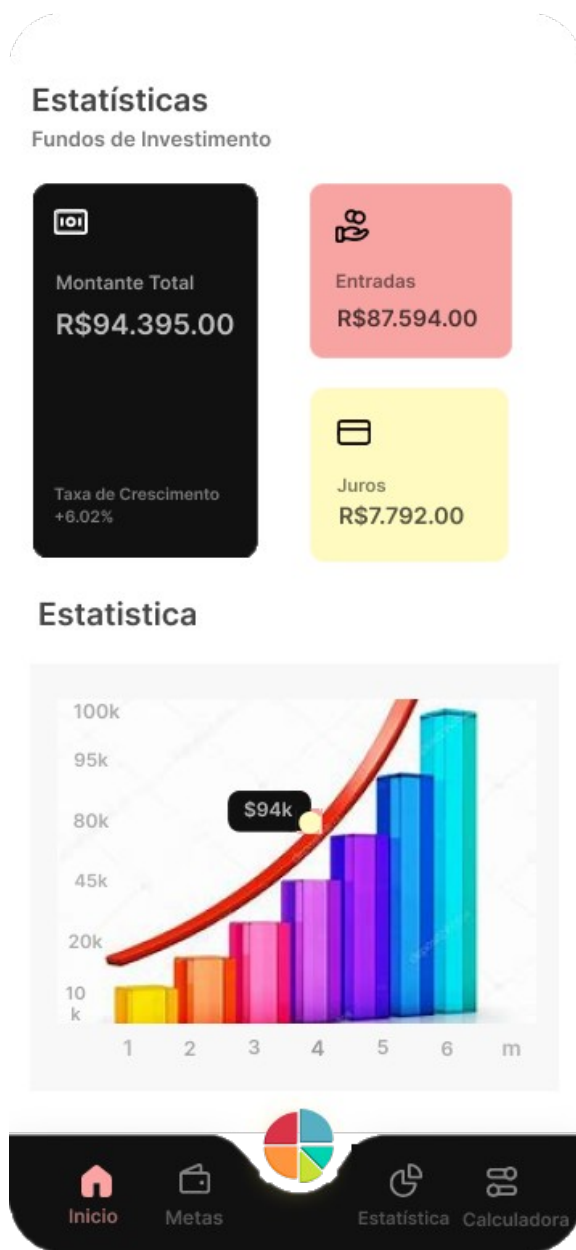 Estatísticas
Fundos de Investimento
Montante Total
R$94.395.00
Taxa de Crescimento
+6.02%
Entradas
R$87.594.00
Juros
R$7.792.00
Estatistica
100k
95k
80k
45k
20k
10
k
$94k
1 2 3 4 5 6 m
Inicio
Metas
Estatística
Calculadora